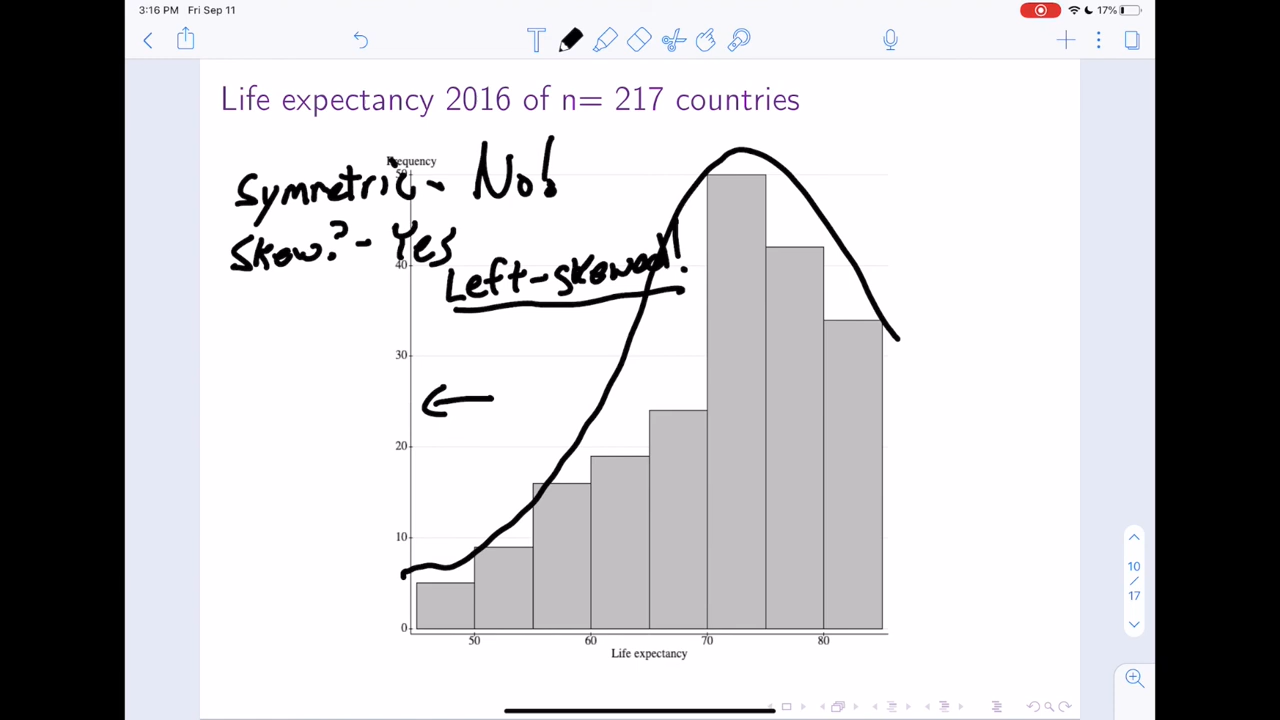 3:16 PM Fri Sep 11
17%
T
Life expectancy 2016 of n= 217 countries
Frequency
Symmetric - No!
Skew? - Yes
Left-skewed!
50
40
30
20
10
0
50 60 70 80
Life expectancy
10
/
17